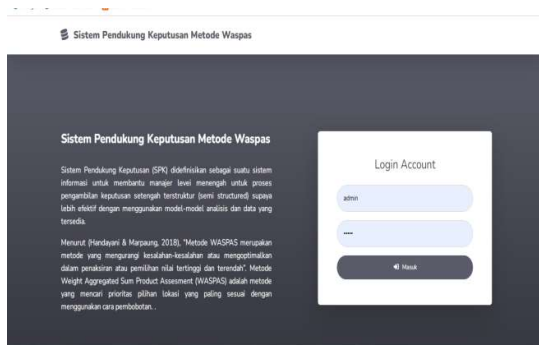 Sistem Pendukung Keputusan Metode Waspas
Sistem Pendukung Keputusan Metode Waspas
Sistem Pendukung Keputusan (SPK) didefinisikan sebagai suatu sistem
informasi untuk membantu manajer level menengah untuk proses
pengambilan keputusan setengah terstruktur (semi structured) supaya
lebih efektif dengan menggunakan model-model analisis dan data yang
tersedia.
Menurut (Handayani & Marpaung, 2018), "Metode WASPAS merupakan
metode yang mengurangi kesalahan-kesalahan atau mengoptimalkan
dalam penaksiran atau pemilihan nilai tertinggi dan terendah". Metode
Weight Aggregated Sum Product Assesment (WASPAS) adalah metode
yang mencari prioritas pilihan lokasi yang paling sesuai dengan
menggunakan cara pembobotan. .
Login Account
admin
•••••
Masuk